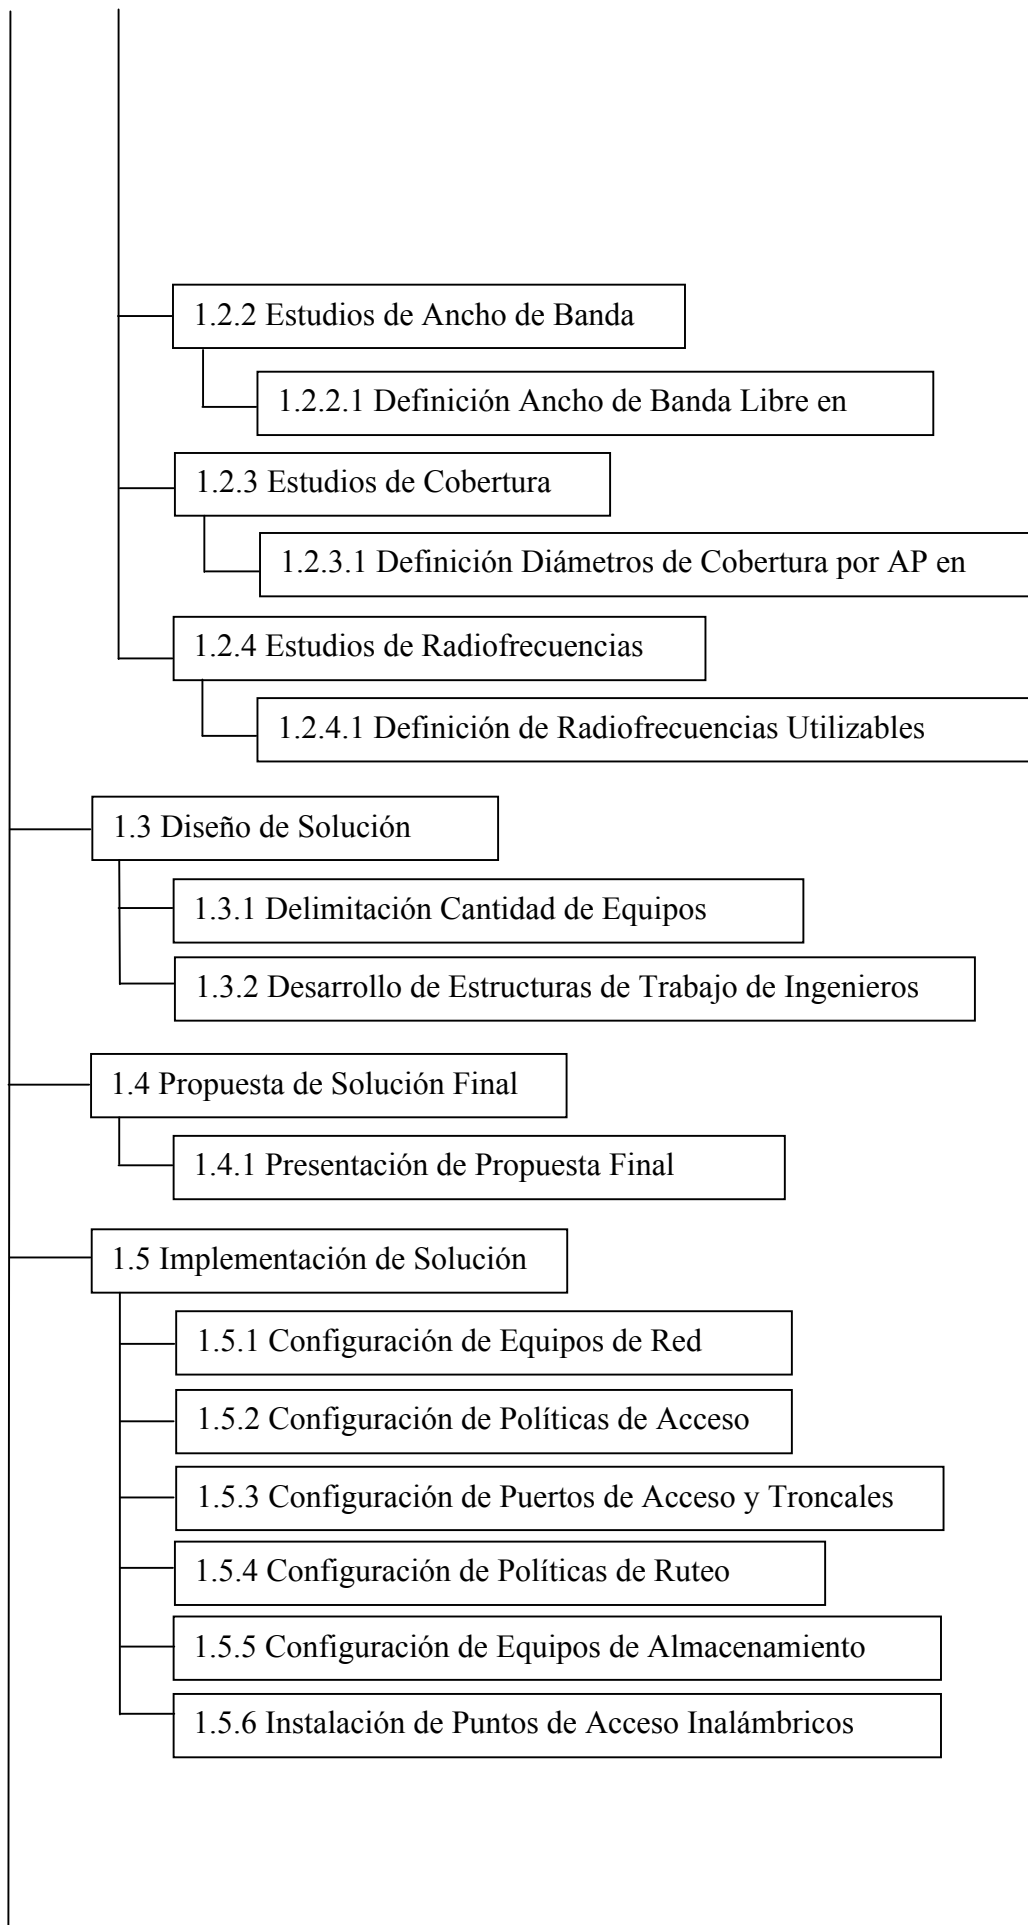 1.2.2 Estudios de Ancho de Banda
1.2.2.1 Definición Ancho de Banda Libre en
1.2.3 Estudios de Cobertura
1.2.3.1 Definición Diámetros de Cobertura por AP en
1.2.4 Estudios de Radiofrecuencias
1.2.4.1 Definición de Radiofrecuencias Utilizables
1.3 Diseño de Solución
1.3.1 Delimitación Cantidad de Equipos
1.3.2 Desarrollo de Estructuras de Trabajo de Ingenieros
1.4 Propuesta de Solución Final
1.4.1 Presentación de Propuesta Final
1.5 Implementación de Solución
1.5.1 Configuración de Equipos de Red
1.5.2 Configuración de Políticas de Acceso
1.5.3 Configuración de Puertos de Acceso y Troncales
1.5.4 Configuración de Políticas de Ruteo
1.5.5 Configuración de Equipos de Almacenamiento
1.5.6 Instalación de Puntos de Acceso Inalámbricos